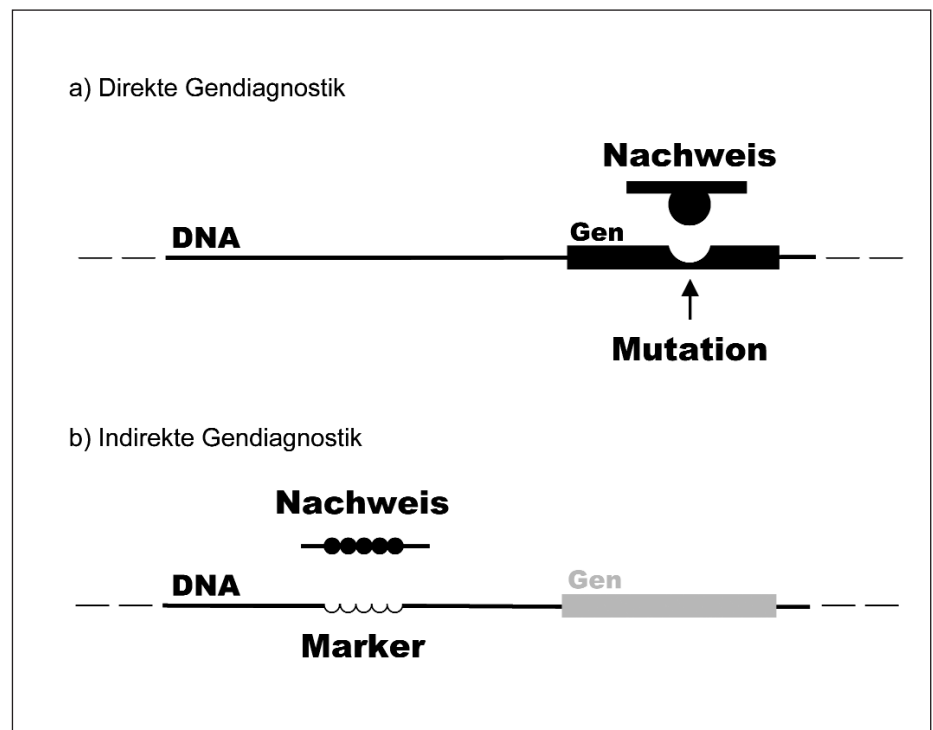 a) Direkte Gendiagnostik
Nachweis
DNA
Gen
Mutation
b) Indirekte Gendiagnostik
Nachweis
DNA
Gen
Marker